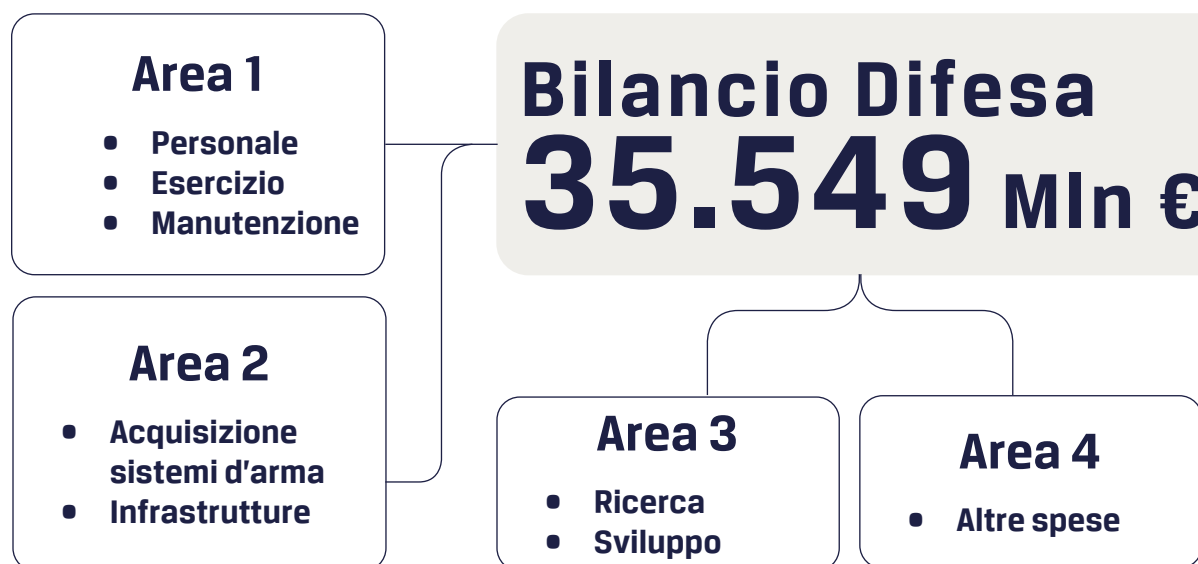 Area 1
• Personale
• Esercizio
• Manutenzione
Bilancio Difesa
35.549 Mln €
Area 2
• Acquisizione
sistemi d'arma
• Infrastrutture
Area 3
• Ricerca
• Sviluppo
Area 4
• Altre spese